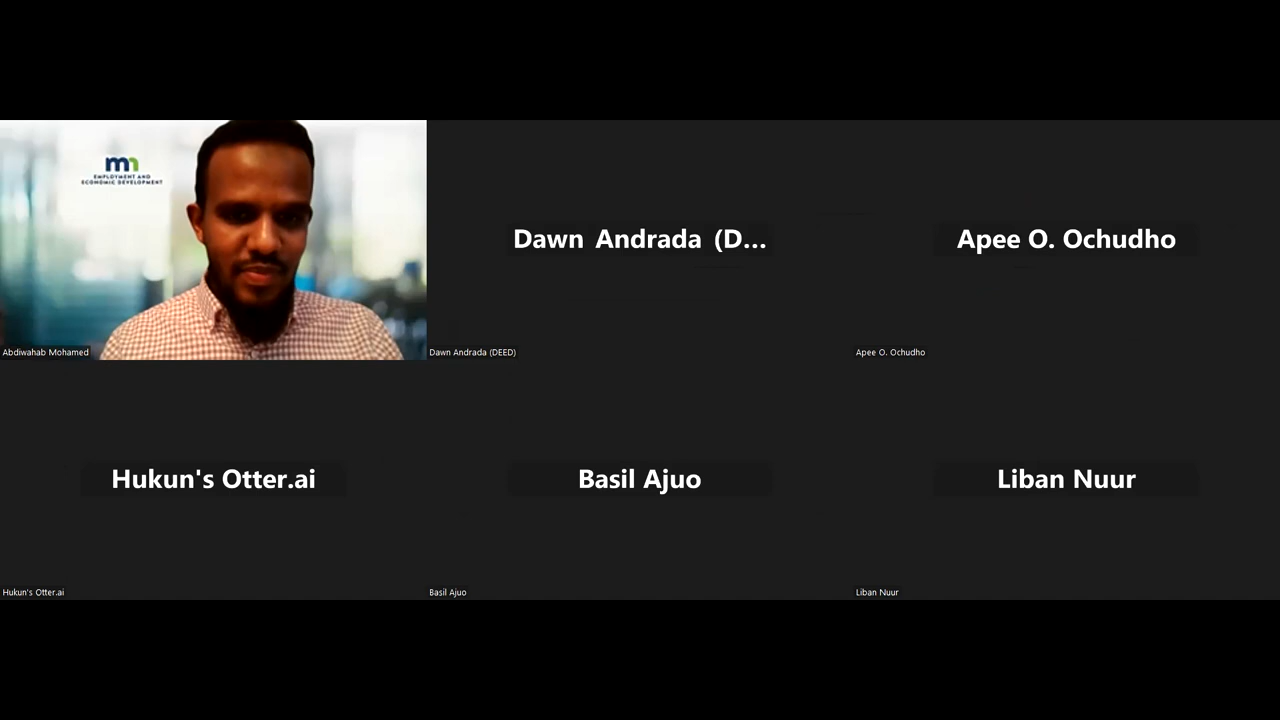 mn
EMPLOYMENT AND
ECONOMIC DEVELOPMENT
Abdiwahab Mohamed
Dawn Andrada (D...
Dawn Andrada (DEED)
Apee O. Ochudho
Apee O. Ochudho
Hukun's Otter.ai
Hukun's Otter.ai
Basil Ajuo
Basil Ajuo
Liban Nuur
Liban Nuur